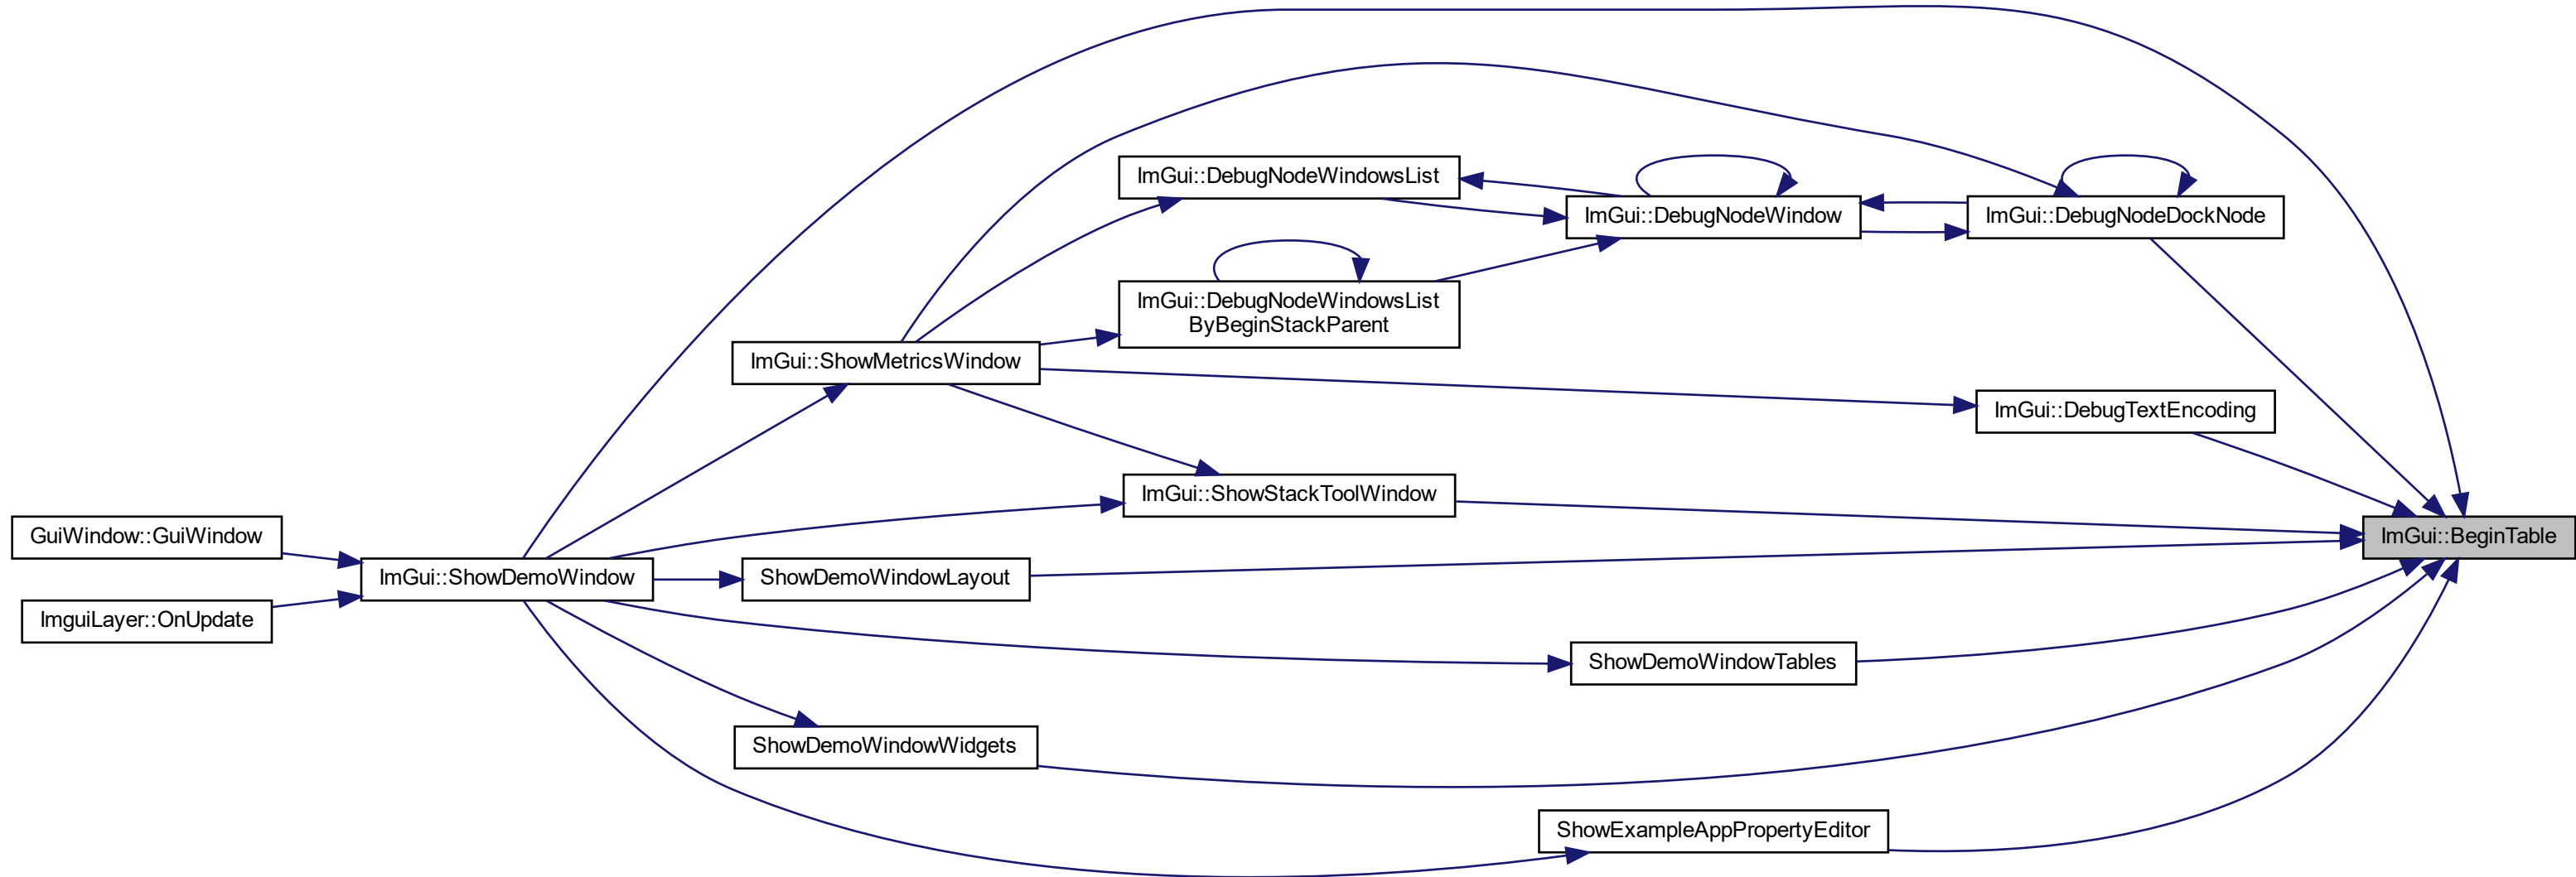 ImGui::DebugNodeWindowsList
ImGui::DebugNodeWindow
ImGui::DebugNodeDockNode
ImGui::DebugNodeWindowsList
ByBeginStackParent
ImGui::ShowMetricsWindow
ImGui::DebugTextEncoding
ImGui::ShowStackToolWindow
GuiWindow::GuiWindow
ImGui::BeginTable
ImGui::ShowDemoWindow
ShowDemoWindowLayout
ImguiLayer::OnUpdate
ShowDemoWindowTables
ShowDemoWindowWidgets
ShowExampleAppPropertyEditor